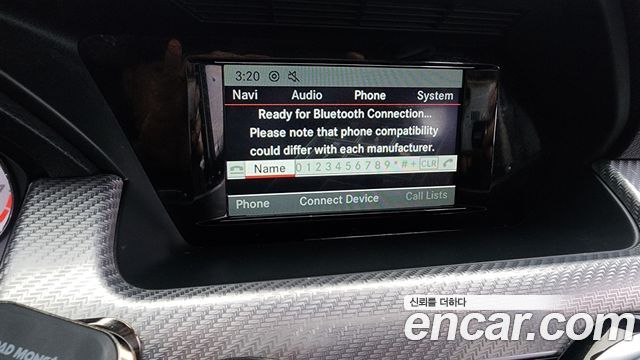 3:20
Navi Audio Phone System
Ready for Bluetooth Connection...
Please note that phone compatibility
could differ with each manufacturer.
Name 0 1 2 3 4 5 6 7 8 9 * # + CLR
Phone Connect Device Call Lists
신뢰를 더하다
encar.com